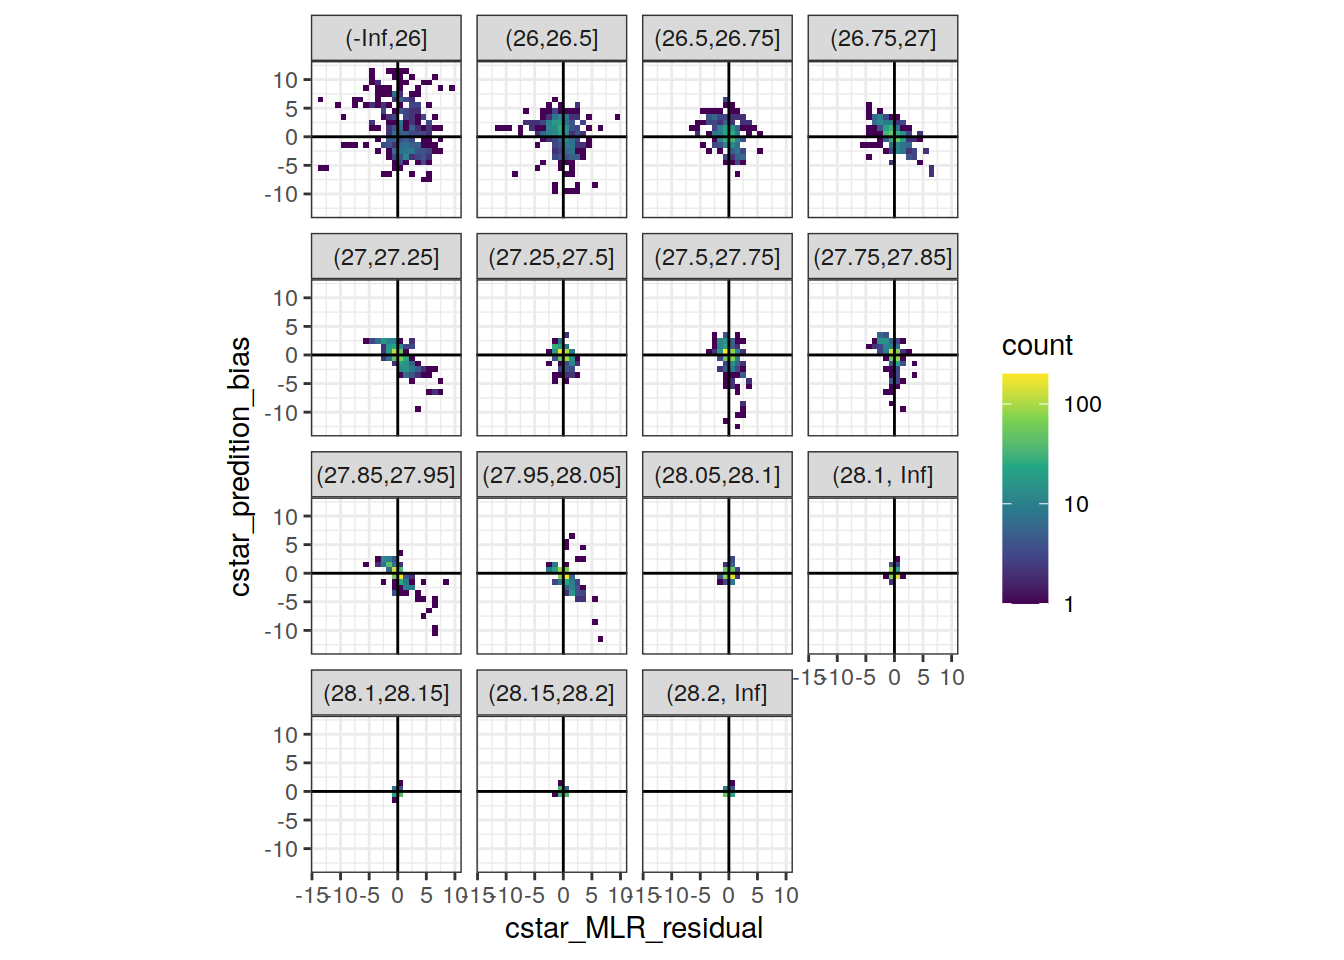 (-Inf,26] (26,26.5] (26.5,26.75] (26.75,27]
10
5
0
-5
-10
(27,27.25] (27.25,27.5] (27.5,27.75] (27.75,27.85]
10
5
0
-5
-10
(27.85,27.95] (27.95,28.05] (28.05,28.1] (28.1, Inf]
10
5
0
-5
-10
-15 -10 -5 0 5 10
(28.1,28.15] (28.15,28.2] (28.2, Inf]
10
5
0
-5
-10
-15 -10 -5 0 5 10 -15 -10 -5 0 5 10 -15 -10 -5 0 5 10
cstar_MLR_residual
cstar_predition_bias
count
100
10
1